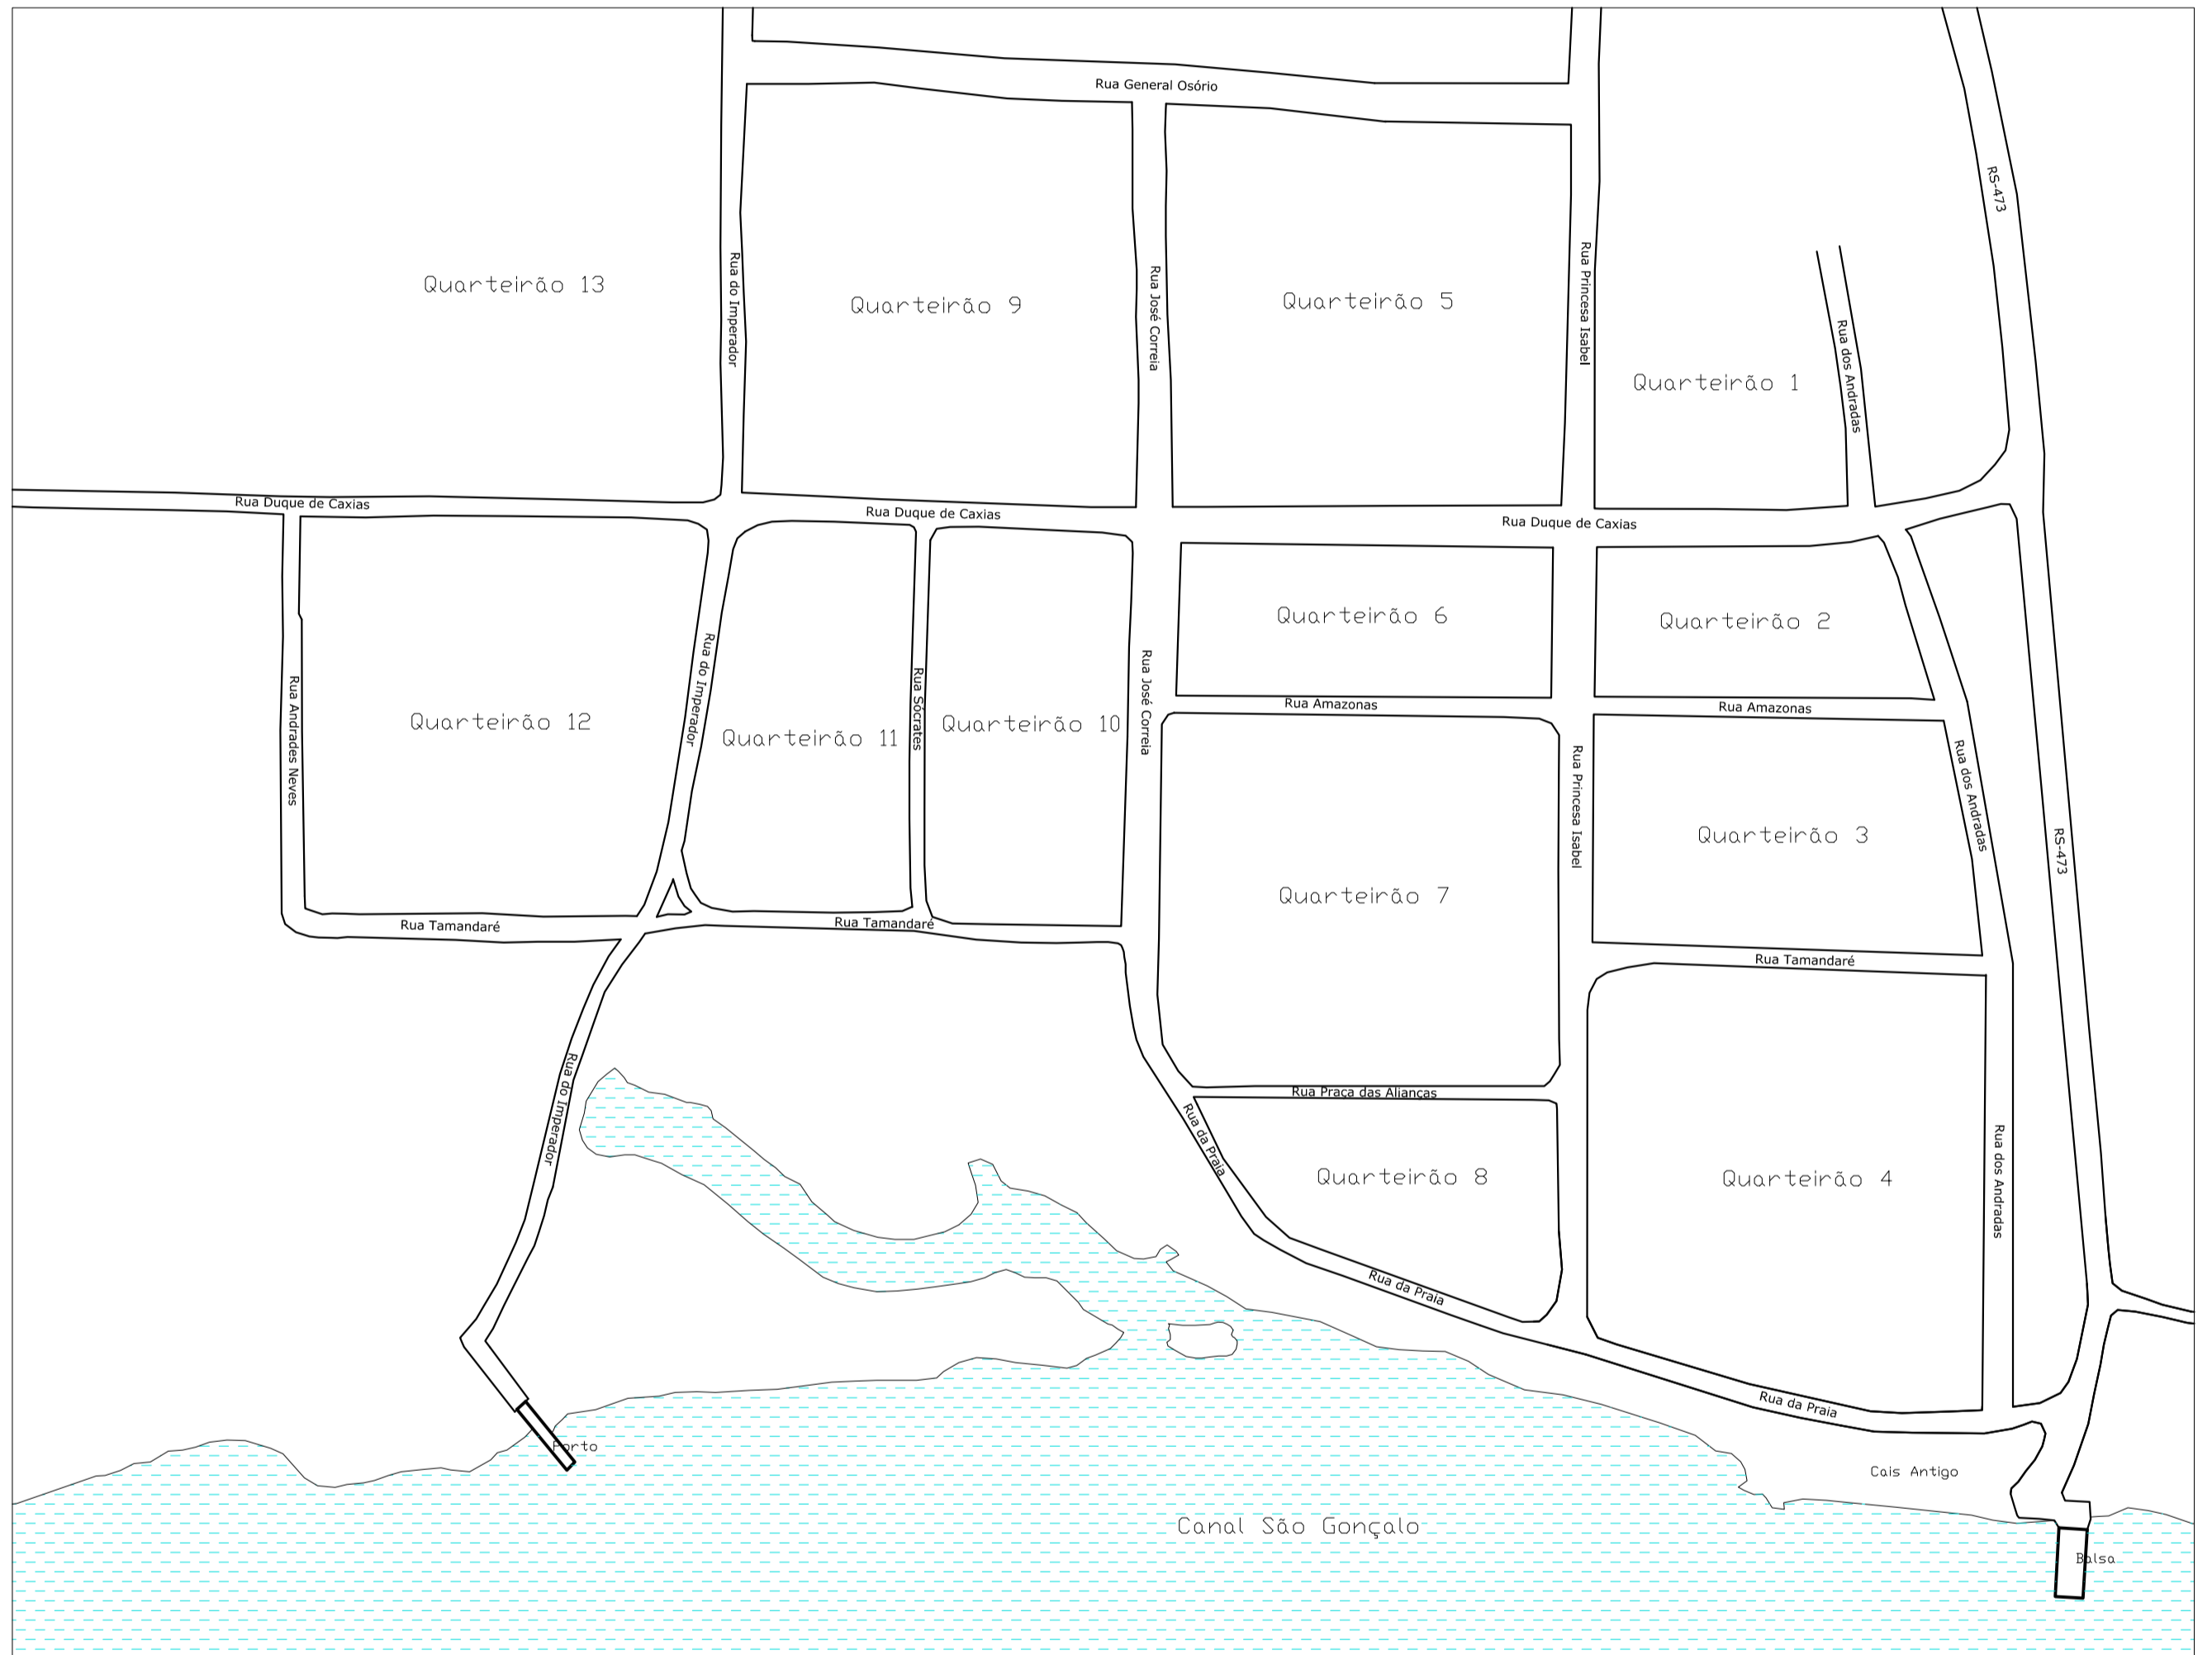 Rua General Osório
RS-473
Quarteirão 13
Rua do Imperador
Quarteirão 9
Rua José Correia
Quarteirão 5
Rua Princesa Isabel
Quarteirão 1
Rua dos Andradas
Rua Duque de Caxias
Rua Duque de Caxias
Rua Duque de Caxias
Quarteirão 6
Quarteirão 2
Rua Andrades Neves
Quarteirão 12
Rua do Imperador
Quarteirão 11
Rua Sócrates
Quarteirão 10
Rua José Correia
Rua Amazonas
Rua Amazonas
Rua Princesa Isabel
Quarteirão 3
Rua dos Andradas
RS-473
Quarteirão 7
Rua Tamandaré
Rua Tamandaré
Rua Tamandaré
Rua do Imperador
Rua Praça das Alianças
Rua da Praia
Quarteirão 8
Quarteirão 4
Rua dos Andradas
Rua da Praia
Rua da Praia
Porto
Cais Antigo
Canal São Gonçalo
Balsa